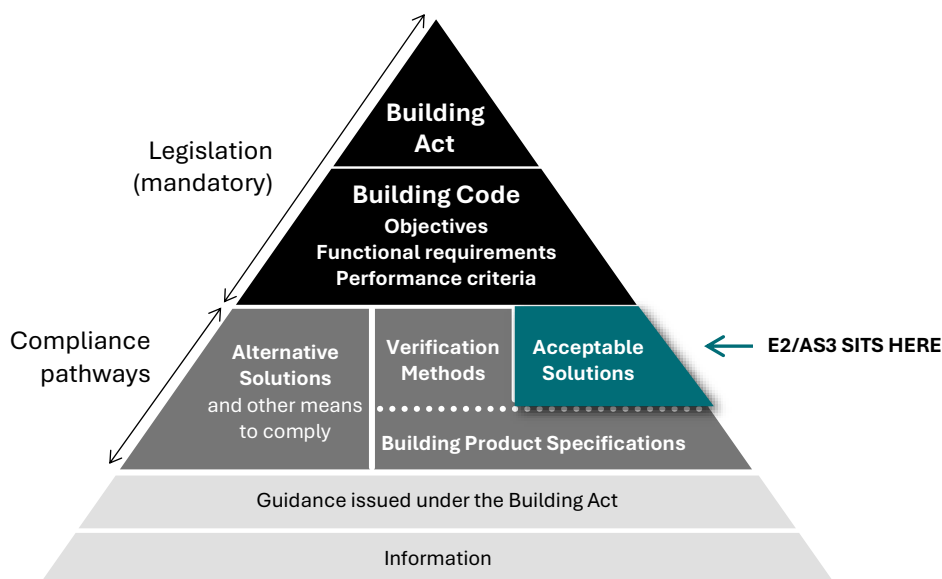 Building
Act
Legislation
(mandatory)
Building Code
Objectives
Functional requirements
Performance criteria
Compliance
pathways
Alternative
Solutions
and other means
to comply
Verification
Methods
Acceptable
Solutions
E2/AS3 SITS HERE
Building Product Specifications
Guidance issued under the Building Act
Information